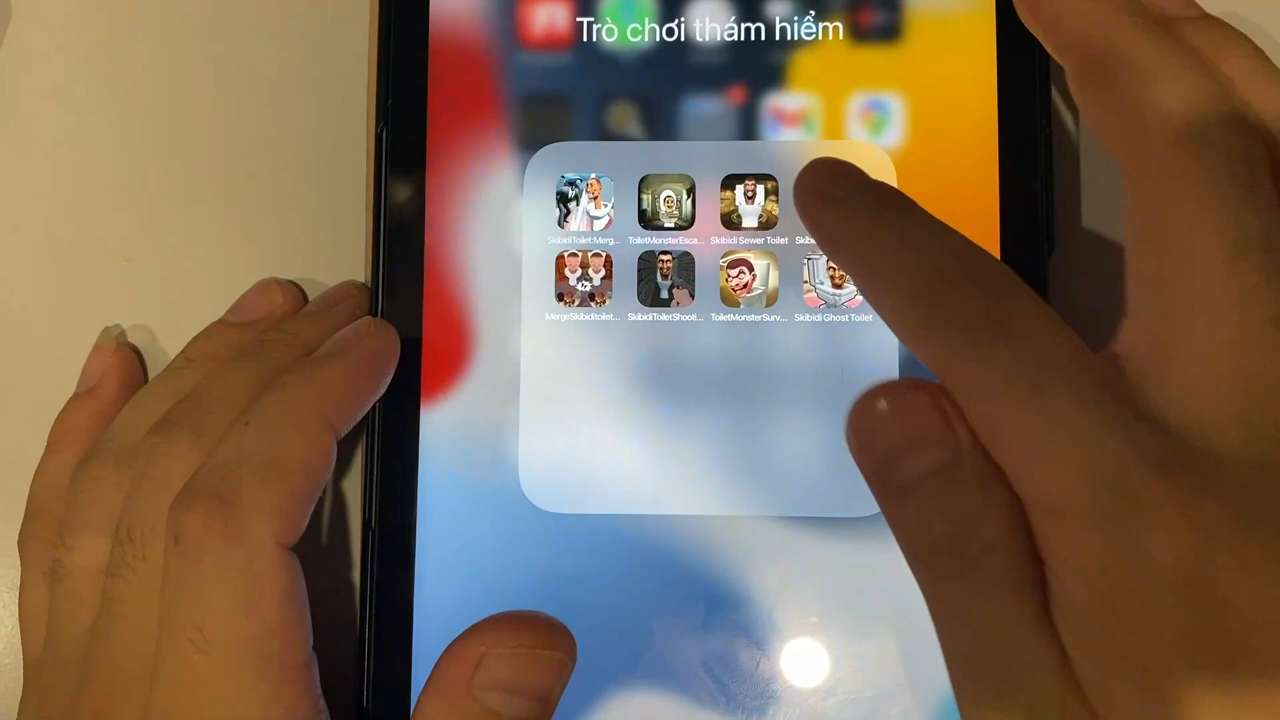 Trò chơi thám hiểm
SkibidiToilet:Merg... ToiletMonsterEsca... Skibidi Sewer Toilet
MergeSkibiditoilet... SkibidiToiletShooti... ToiletMonsterSurv... Skibidi Ghost Toilet